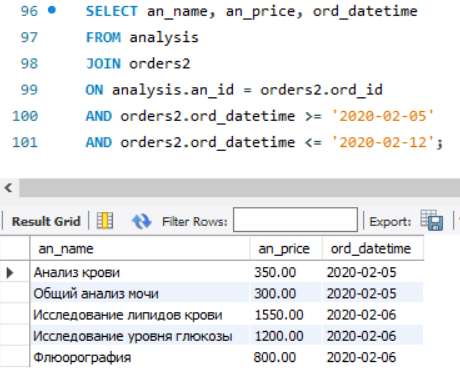 96 SELECT an_name, an_price, ord_datetime
97 FROM analysis
98 JOIN orders2
99 ON analysis.an_id = orders2.ord_id
100 AND orders2.ord_datetime >= '2020-02-05'
101 AND orders2.ord_datetime <= '2020-02-12';
Result Grid Filter Rows: Export:
an_name an_price ord_datetime
Анализ крови 350.00 2020-02-05
Общий анализ мочи 300.00 2020-02-05
Исследование липидов крови 1550.00 2020-02-06
Исследование уровня глюкозы 1200.00 2020-02-06
Флюорография 800.00 2020-02-06